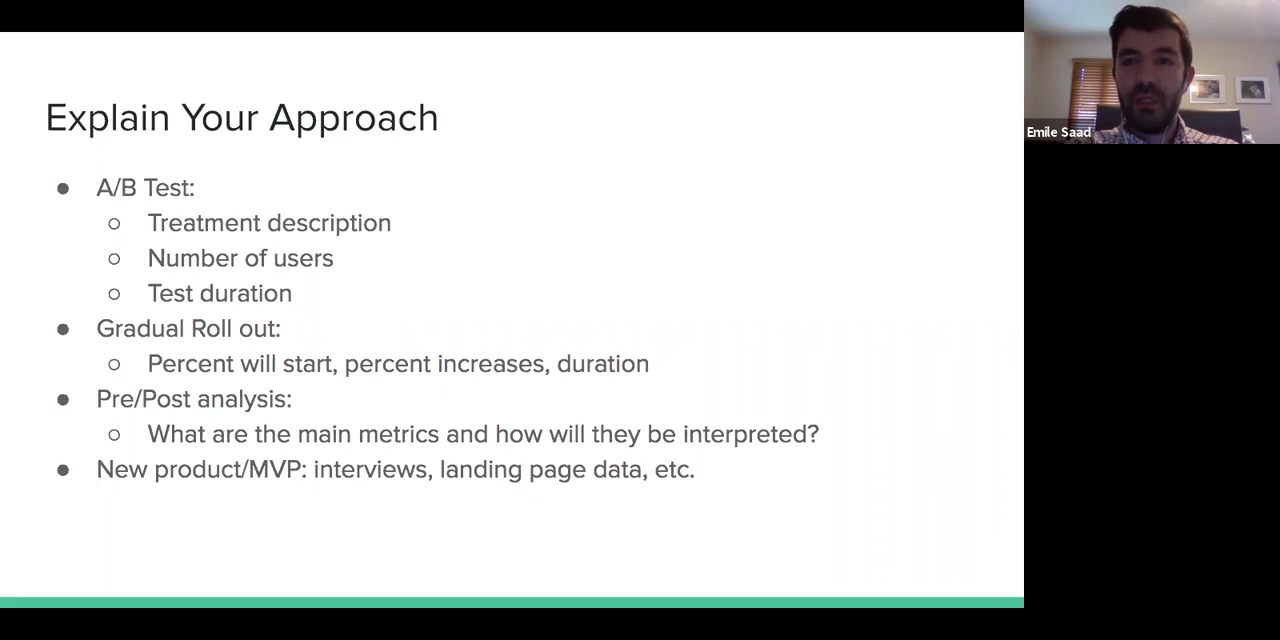 Explain Your Approach
● A/B Test:
○ Treatment description
○ Number of users
○ Test duration
● Gradual Roll out:
○ Percent will start, percent increases, duration
● Pre/Post analysis:
○ What are the main metrics and how will they be interpreted?
● New product/MVP: interviews, landing page data, etc.
Emile Saad